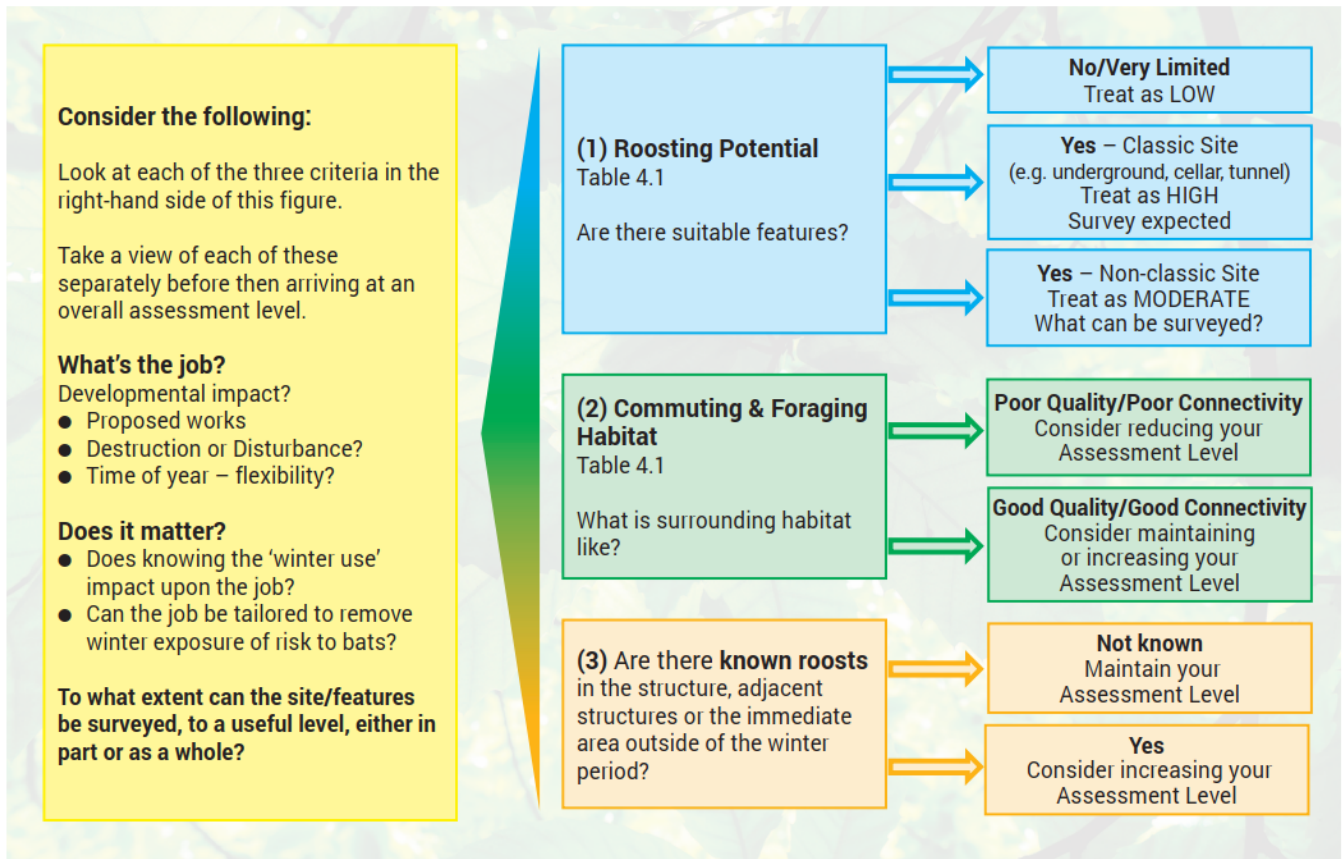 Consider the following:
Look at each of the three criteria in the
right-hand side of this figure.
Take a view of each of these
separately before then arriving at an
overall assessment level.
What's the job?
Developmental impact?
● Proposed works
● Destruction or Disturbance?
● Time of year – flexibility?
Does it matter?
● Does knowing the ‘winter use’
impact upon the job?
● Can the job be tailored to remove
winter exposure of risk to bats?
To what extent can the site/features
be surveyed, to a useful level, either in
part or as a whole?
(1) Roosting Potential
Table 4.1
Are there suitable features?
No/Very Limited
Treat as LOW
Yes – Classic Site
(e.g. underground, cellar, tunnel)
Treat as HIGH
Survey expected
Yes – Non-classic Site
Treat as MODERATE
What can be surveyed?
(2) Commuting & Foraging
Habitat
Table 4.1
What is surrounding habitat
like?
Poor Quality/Poor Connectivity
Consider reducing your
Assessment Level
Good Quality/Good Connectivity
Consider maintaining
or increasing your
Assessment Level
(3) Are there known roosts
in the structure, adjacent
structures or the immediate
area outside of the winter
period?
Not known
Maintain your
Assessment Level
Yes
Consider increasing your
Assessment Level